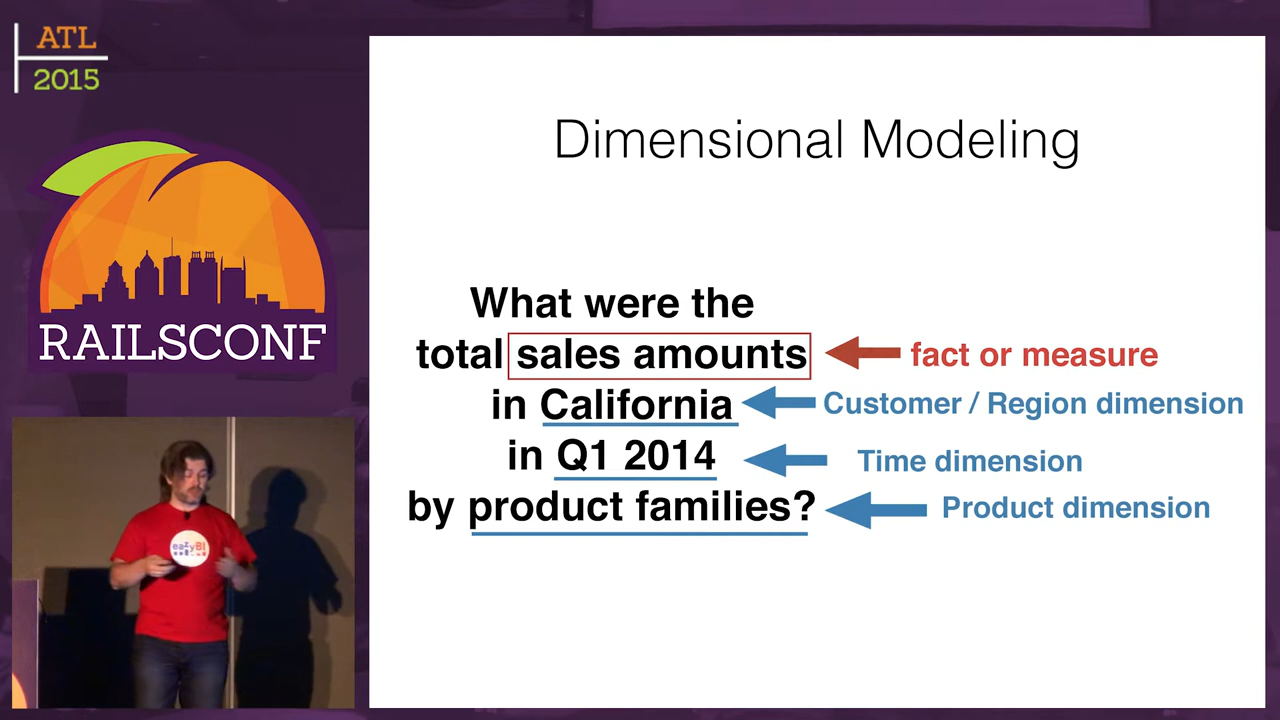 ATL
2015
RAILSCONF
eazyBI
Dimensional Modeling
What were the
total sales amounts
fact or measure
in California
Customer / Region dimension
in Q1 2014
Time dimension
by product families?
Product dimension